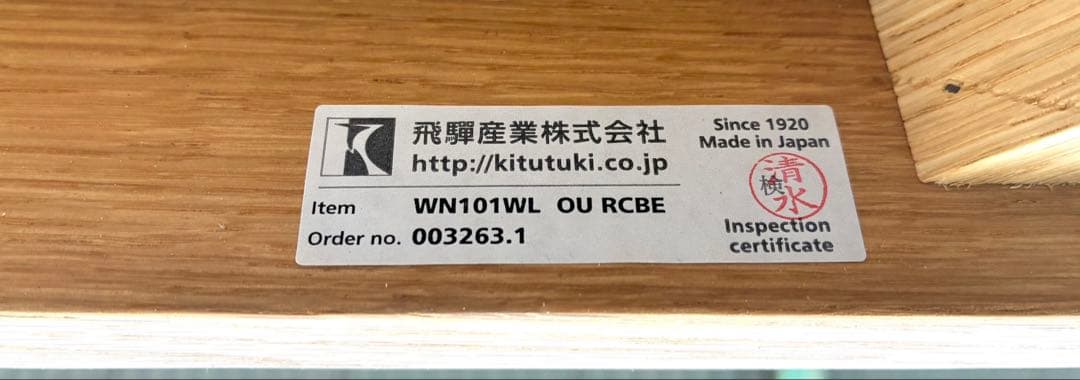 飛驒産業株式会社
http://kitutuki.co.jp
Item WN101WL OU RCBE
Order no. 003263.1
Since 1920
Made in Japan
検
清水
Inspection
certificate